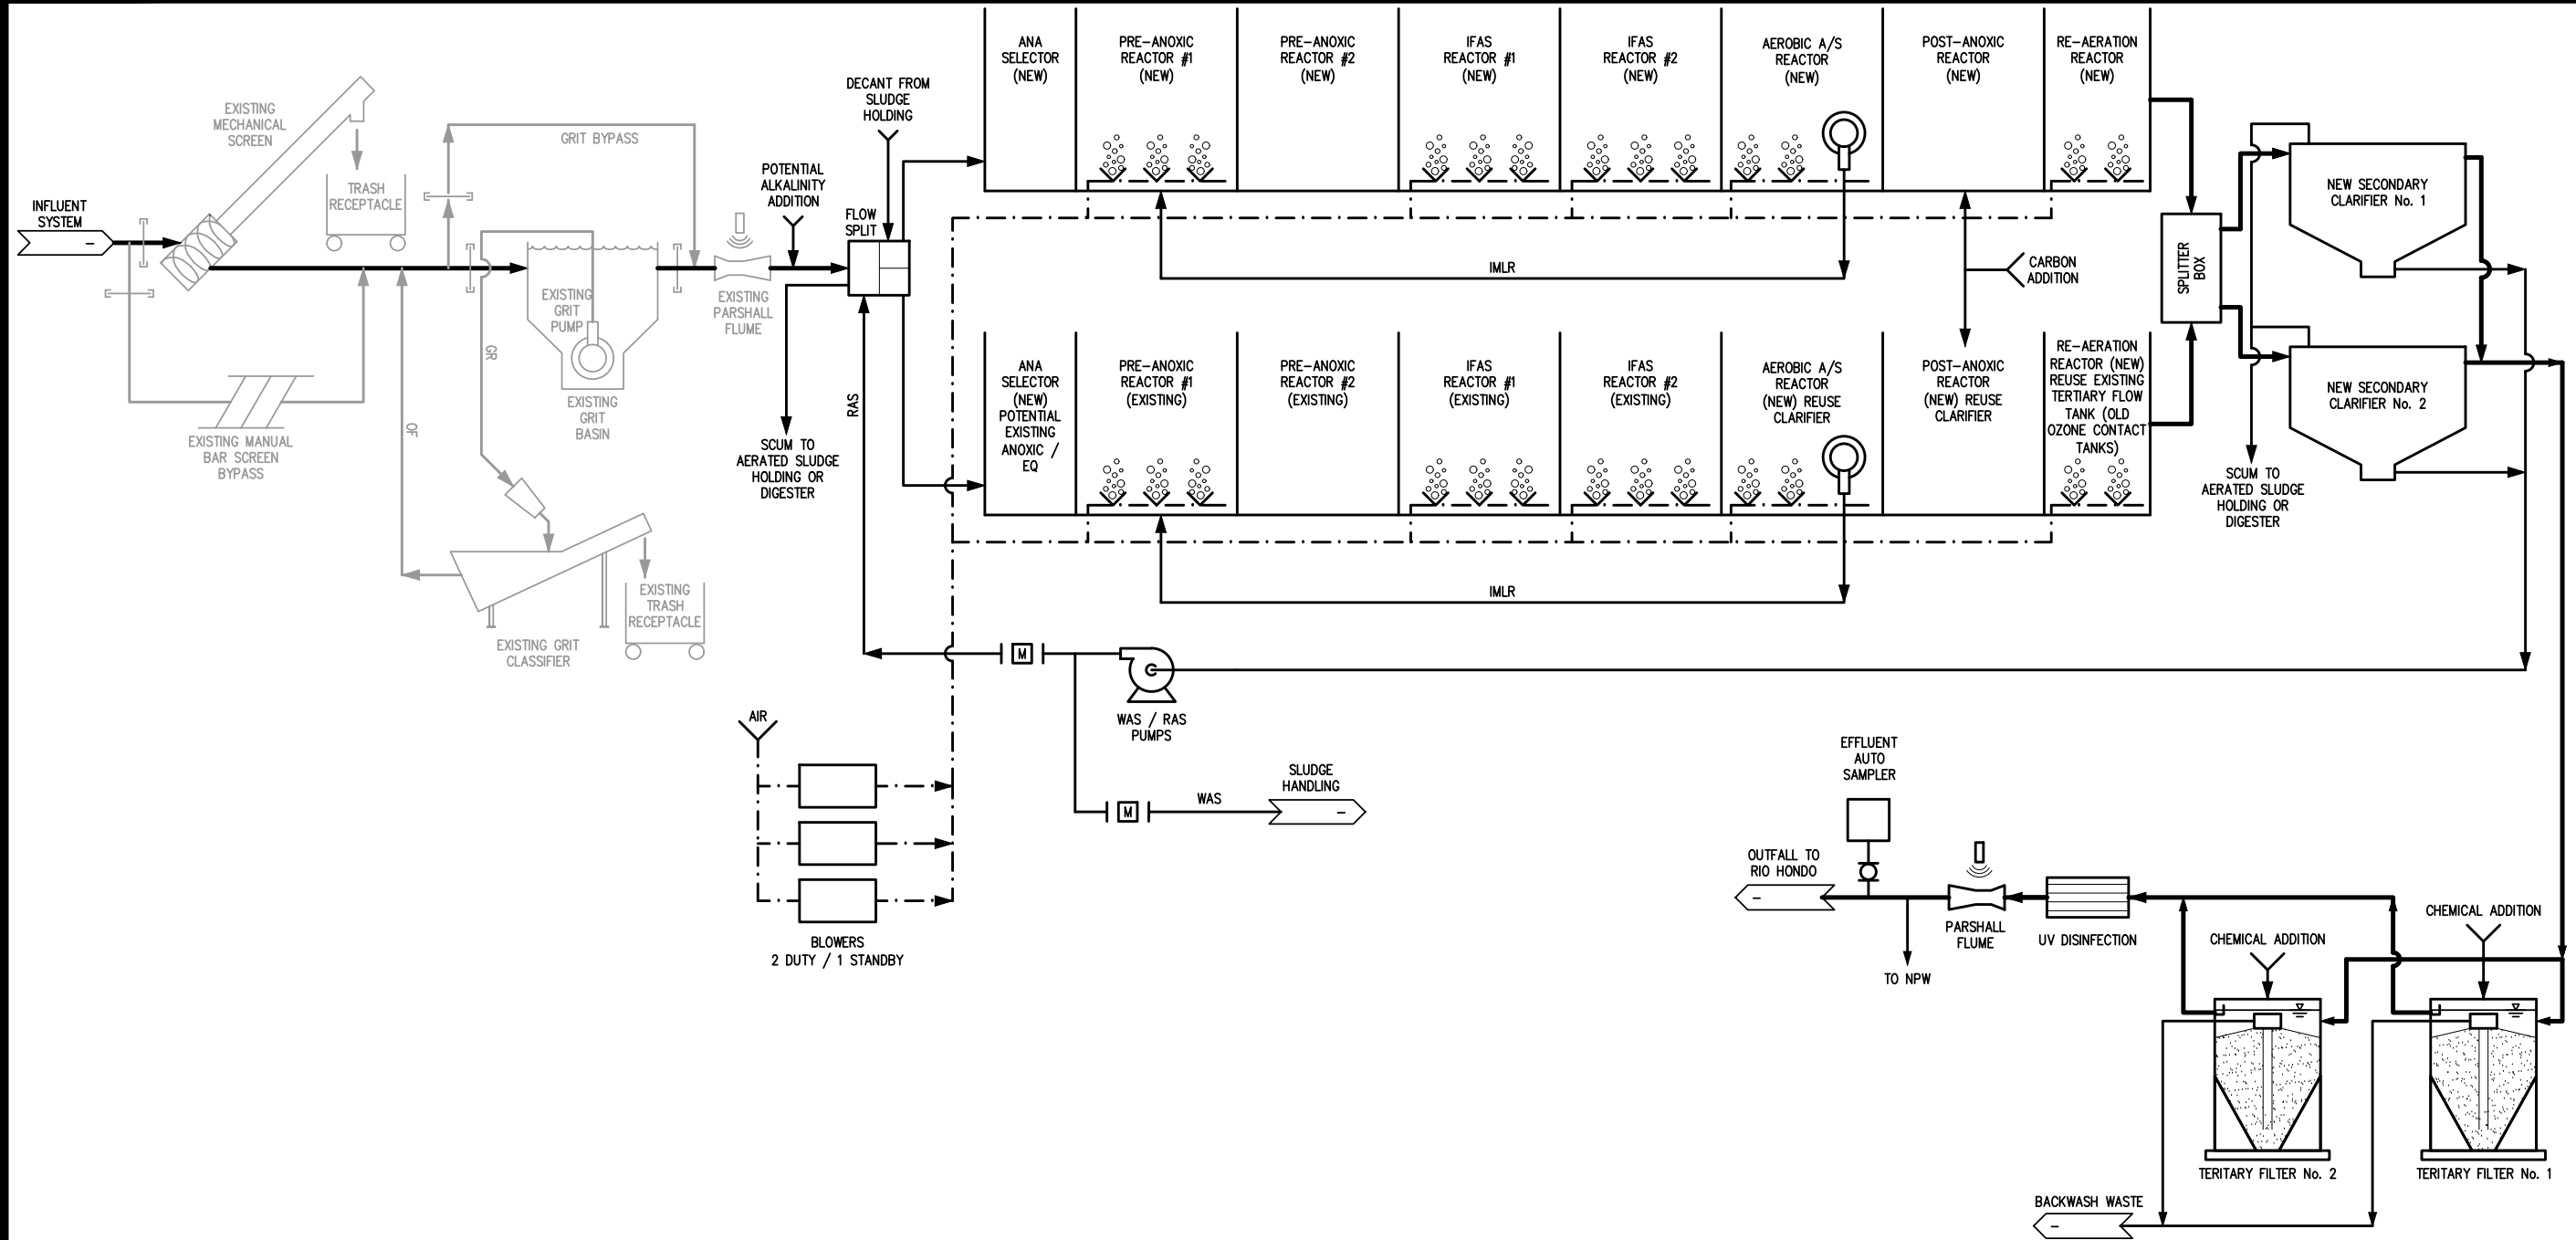 INFLUENT
SYSTEM
-
EXISTING
MECHANICAL
SCREEN
TRASH
RECEPTACLE
GRIT BYPASS
EXISTING MANUAL
BAR SCREEN
BYPASS
OF
GR
EXISTING
GRIT
PUMP
EXISTING
GRIT
BASIN
EXISTING GRIT
CLASSIFIER
EXISTING
TRASH
RECEPTACLE
EXISTING
PARSHALL
FLUME
POTENTIAL
ALKALINITY
ADDITION
DECANT FROM
SLUDGE
HOLDING
FLOW
SPLIT
SCUM TO
AERATED SLUDGE
HOLDING OR
DIGESTER
RAS
ANA
SELECTOR
(NEW)
PRE-ANOXIC
REACTOR #1
(NEW)
PRE-ANOXIC
REACTOR #2
(NEW)
IFAS
REACTOR #1
(NEW)
IFAS
REACTOR #2
(NEW)
AEROBIC A/S
REACTOR
(NEW)
POST-ANOXIC
REACTOR
(NEW)
RE-AERATION
REACTOR
(NEW)
IMLR
CARBON
ADDITION
ANA
SELECTOR
(NEW)
POTENTIAL
EXISTING
ANOXIC /
EQ
PRE-ANOXIC
REACTOR #1
(EXISTING)
PRE-ANOXIC
REACTOR #2
(EXISTING)
IFAS
REACTOR #1
(EXISTING)
IFAS
REACTOR #2
(EXISTING)
AEROBIC A/S
REACTOR
(NEW) REUSE
CLARIFIER
POST-ANOXIC
REACTOR
(NEW) REUSE
CLARIFIER
RE-AERATION
REACTOR (NEW)
REUSE EXISTING
TERTIARY FLOW
TANK (OLD
OZONE CONTACT
TANKS)
IMLR
SPLITTER
BOX
NEW SECONDARY
CLARIFIER No. 1
NEW SECONDARY
CLARIFIER No. 2
SCUM TO
AERATED SLUDGE
HOLDING OR
DIGESTER
M
WAS / RAS
PUMPS
M
WAS
SLUDGE
HANDLING
-
AIR
BLOWERS
2 DUTY / 1 STANDBY
EFFLUENT
AUTO
SAMPLER
OUTFALL TO
RIO HONDO
-
TO NPW
PARSHALL
FLUME
UV DISINFECTION
CHEMICAL ADDITION
CHEMICAL ADDITION
TERITARY FILTER No. 2
TERITARY FILTER No. 1
BACKWASH WASTE
-